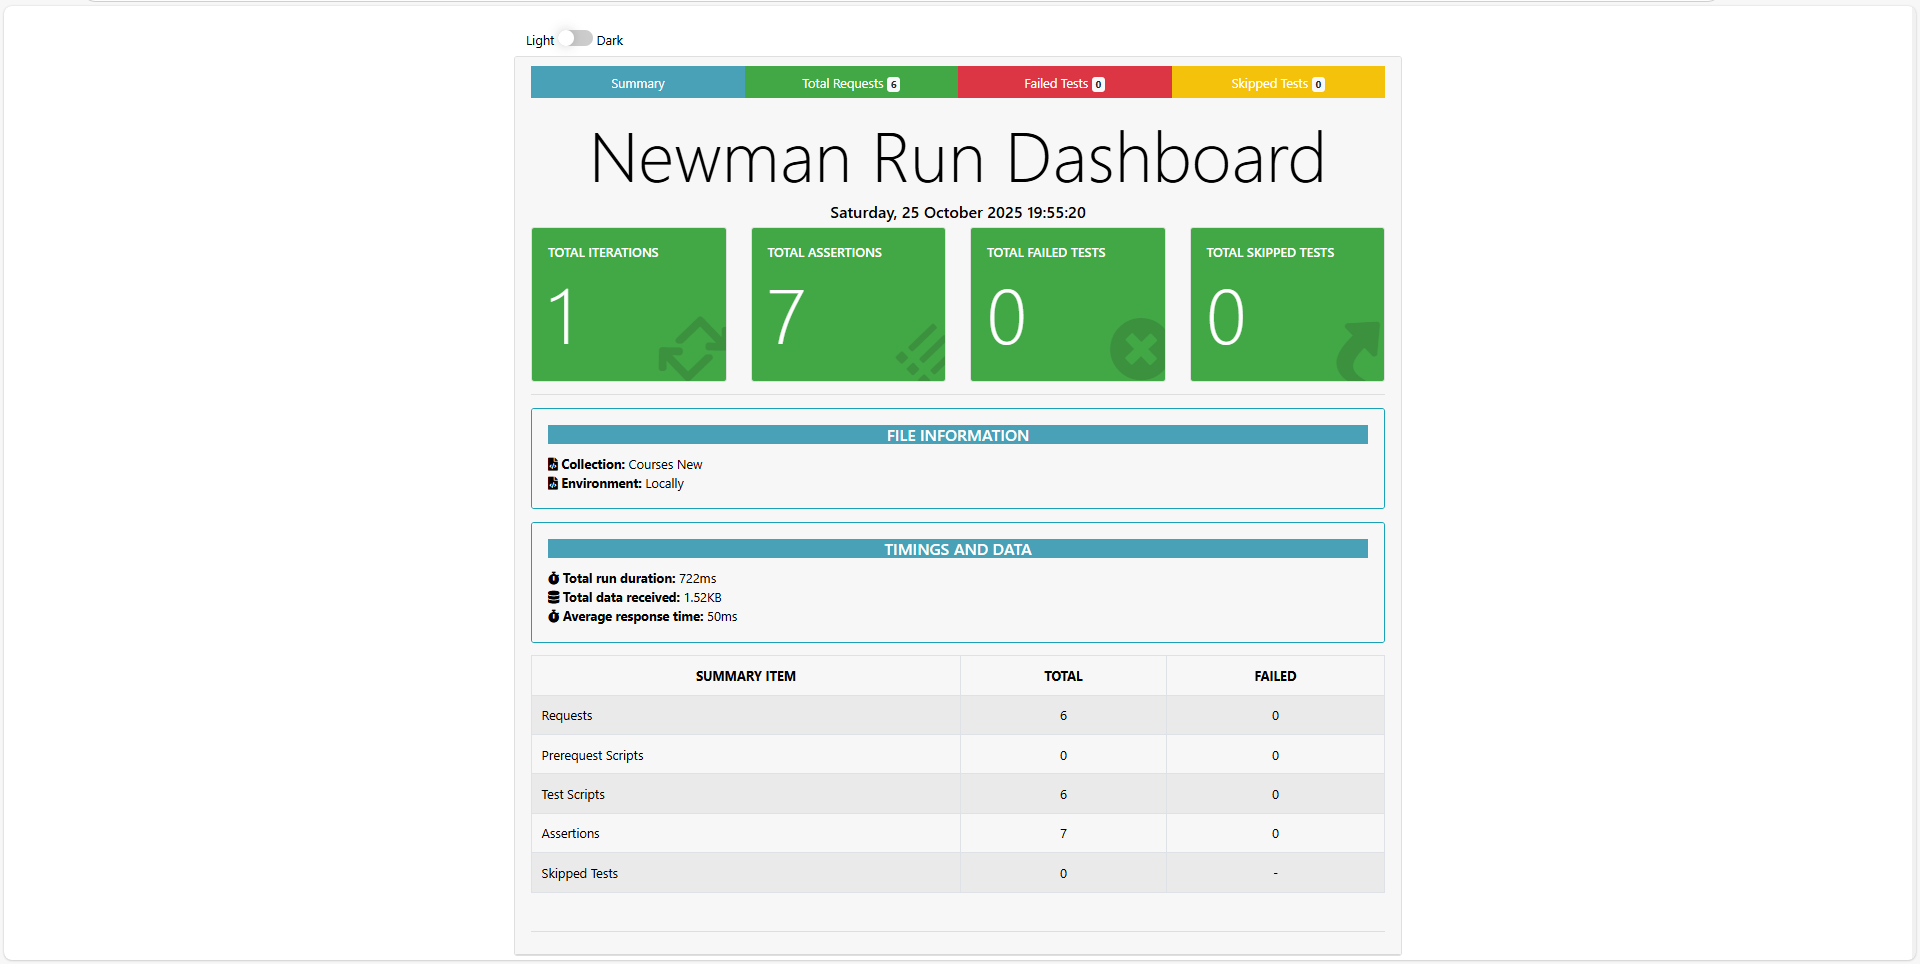 Light Dark
Summary Total Requests 6 Failed Tests 0 Skipped Tests 0
Newman Run Dashboard
Saturday, 25 October 2025 19:55:20
TOTAL ITERATIONS TOTAL ASSERTIONS TOTAL FAILED TESTS TOTAL SKIPPED TESTS
1 7 0 0
FILE INFORMATION
Collection: Courses New
Environment: Locally
TIMINGS AND DATA
Total run duration: 722ms
Total data received: 1.52KB
Average response time: 50ms
SUMMARY ITEM TOTAL FAILED
Requests 6 0
Prerequest Scripts 0 0
Test Scripts 6 0
Assertions 7 0
Skipped Tests 0 -